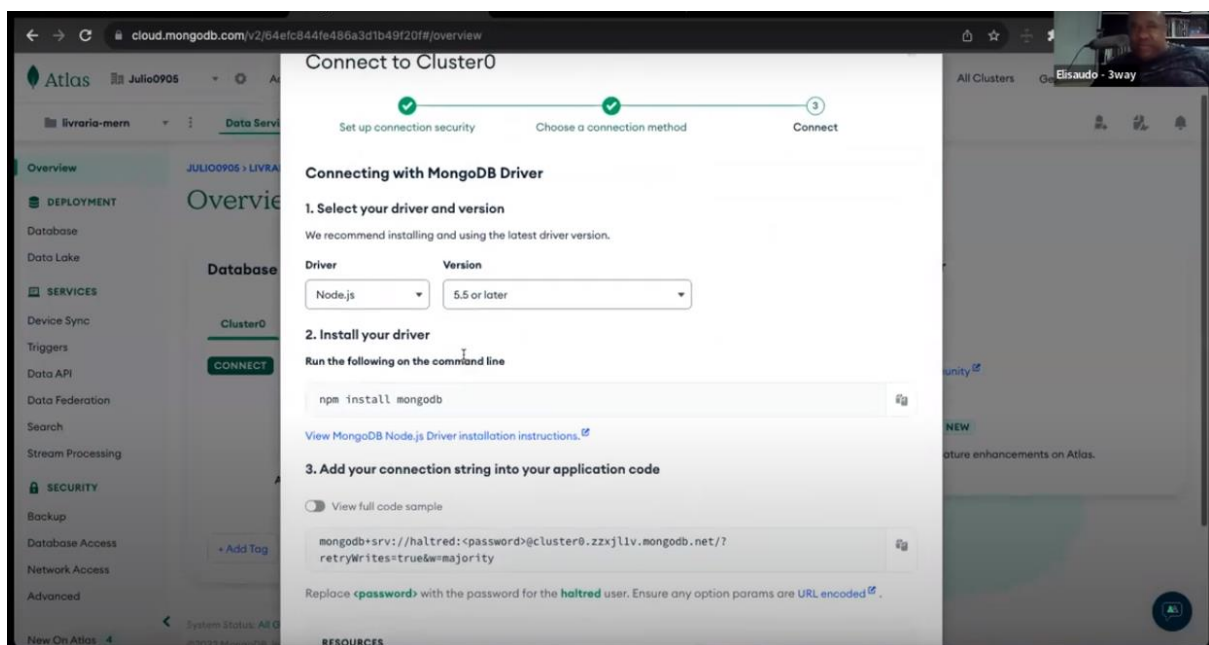 cloud.mongodb.com/v2/64efc844fe486a3d1b49f20f#/overview
Elisaudo - 3way
Atlas
Julio0905
All Clusters
livraria-mern
Data Servi
Overview
DEPLOYMENT
Database
Data Lake
SERVICES
Device Sync
Triggers
Data API
Data Federation
Search
Stream Processing
SECURITY
Backup
Database Access
Network Access
Advanced
New On Atlas 4
JULIO0905 > LIVRA
Overvie
Database
Cluster0
CONNECT
+ Add Tag
System Status: All G
Connect to Cluster0
Set up connection security
Choose a connection method
3
Connect
Connecting with MongoDB Driver
1. Select your driver and version
We recommend installing and using the latest driver version.
Driver
Version
Node.js
5.5 or later
2. Install your driver
Run the following on the command line
npm install mongodb
View MongoDB Node.js Driver installation instructions.
3. Add your connection string into your application code
View full code sample
mongodb+srv://haltred:<password>@cluster0.zzxjl1v.mongodb.net/?
retryWrites=true&w=majority
Replace <password> with the password for the haltred user. Ensure any option params are URL encoded .
RESOURCES
unity
NEW
ature enhancements on Atlas.